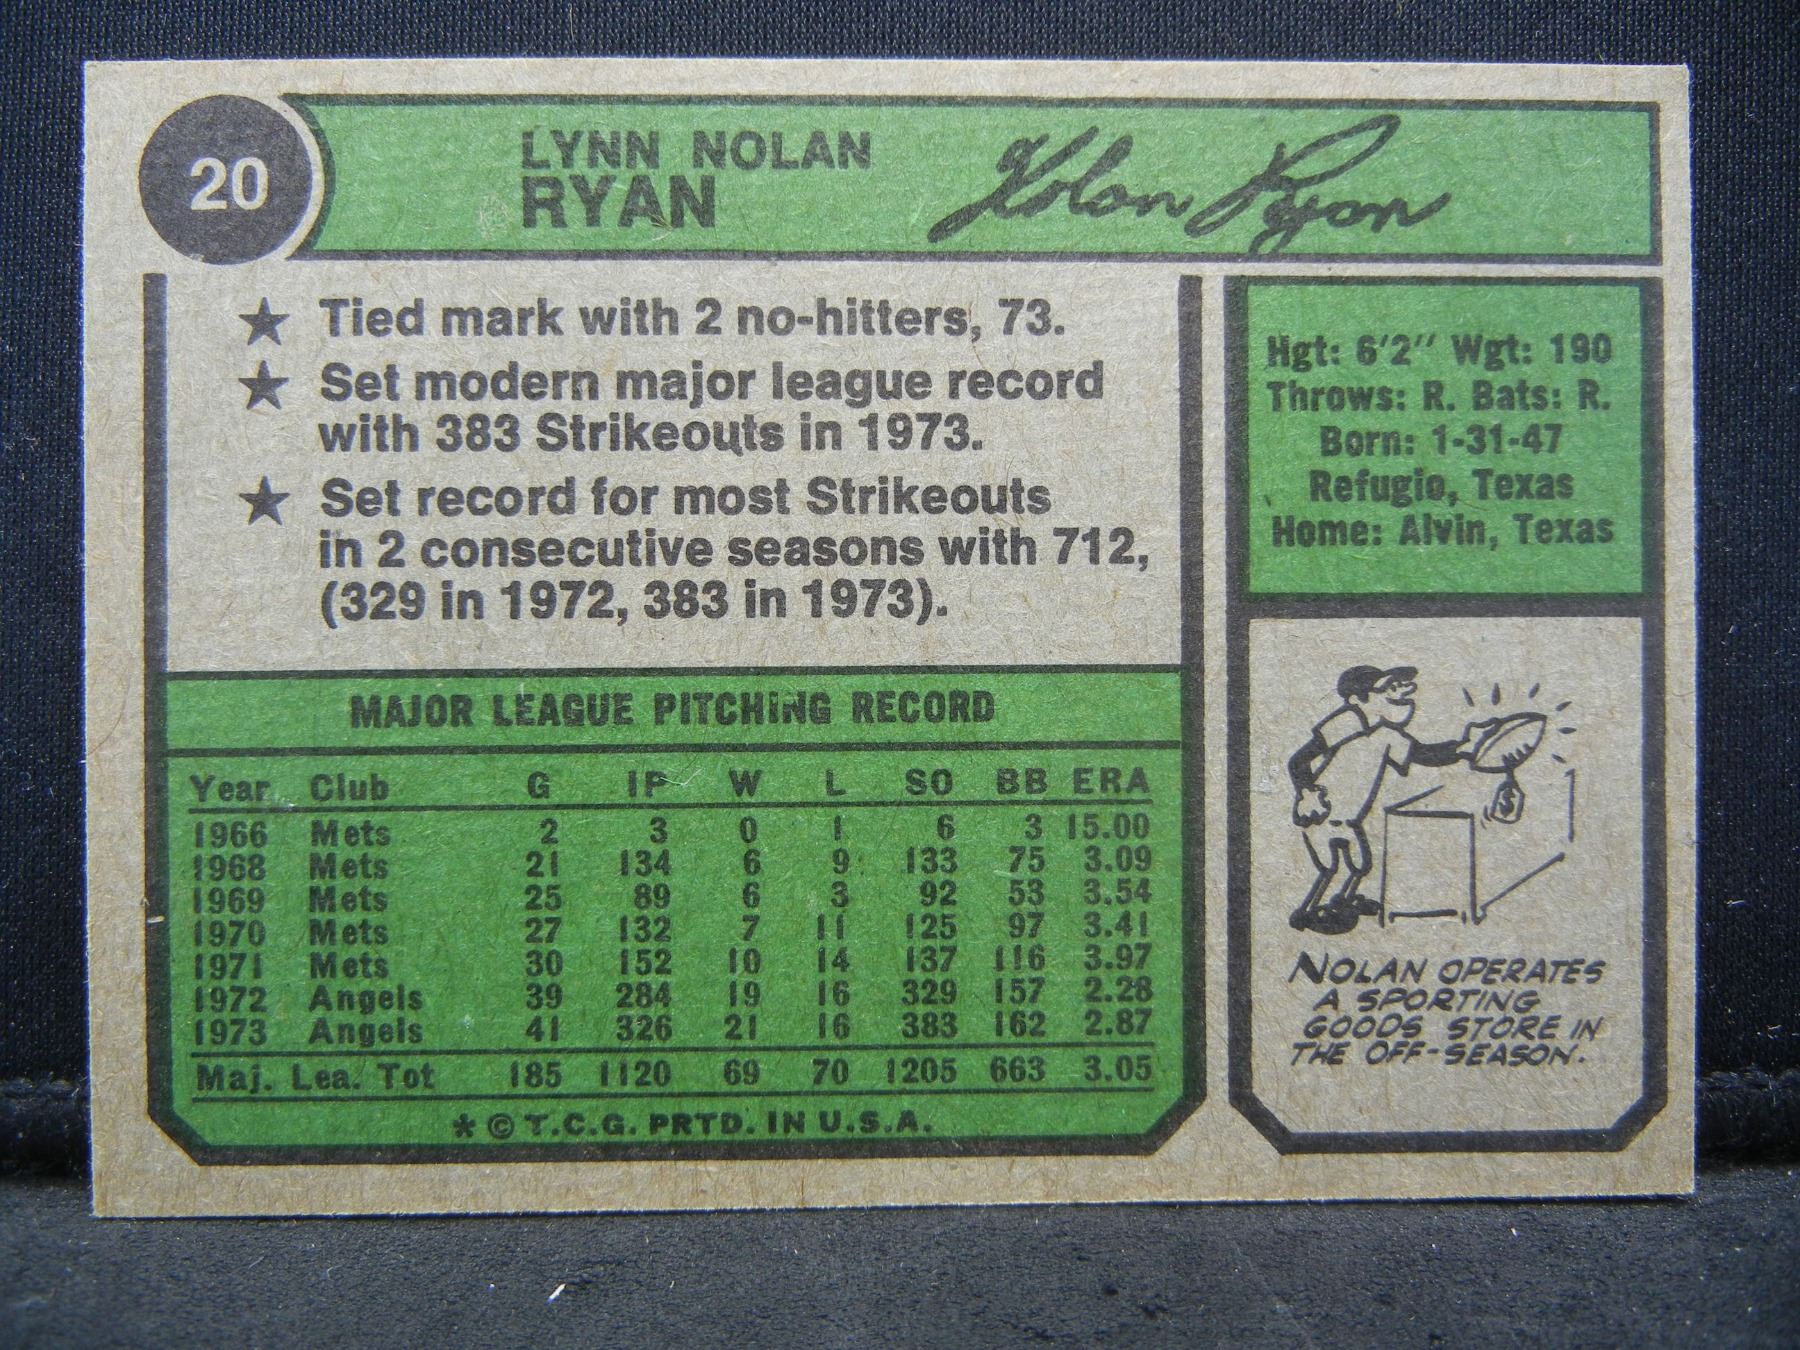 20
LYNN NOLAN
RYAN
Nolan Ryan
★ Tied mark with 2 no-hitters, 73.
★ Set modern major league record
with 383 Strikeouts in 1973.
★ Set record for most Strikeouts
in 2 consecutive seasons with 712,
(329 in 1972, 383 in 1973).
Hgt: 6'2" Wgt: 190
Throws: R. Bats: R.
Born: 1-31-47
Refugio, Texas
Home: Alvin, Texas
MAJOR LEAGUE PITCHING RECORD
Year Club G IP W L SO BB ERA
1966 Mets 2 3 0 1 6 3 15.00
1968 Mets 21 134 6 9 133 75 3.09
1969 Mets 25 89 6 3 92 53 3.54
1970 Mets 27 132 7 11 125 97 3.41
1971 Mets 30 152 10 14 137 116 3.97
1972 Angels 39 284 19 16 329 157 2.28
1973 Angels 41 326 21 16 383 162 2.87
Maj. Lea. Tot 185 1120 69 70 1205 663 3.05
* © T.C.G. PRTD. IN U.S.A.
$
NOLAN OPERATES
A SPORTING
GOODS STORE IN
THE OFF-SEASON.